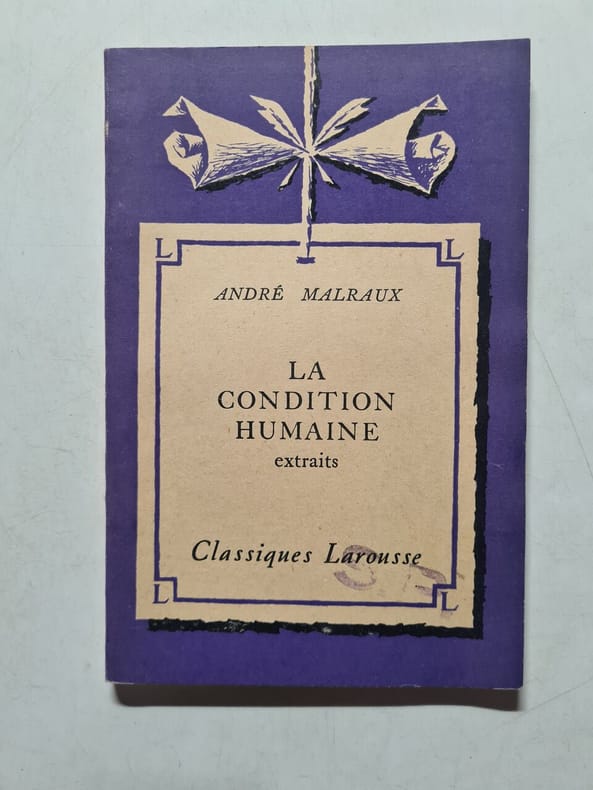 L L
ANDRÉ MALRAUX
LA
CONDITION
HUMAINE
extraits
Classiques Larousse
L L